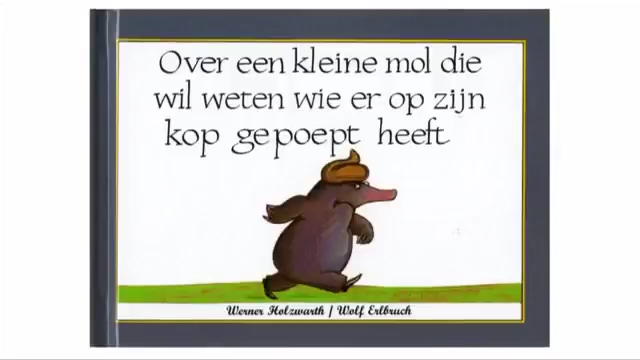 Over een kleine mol die
wil weten wie er op zijn
kop gepoept heeft
Werner Holzwarth / Wolf Erlbruch